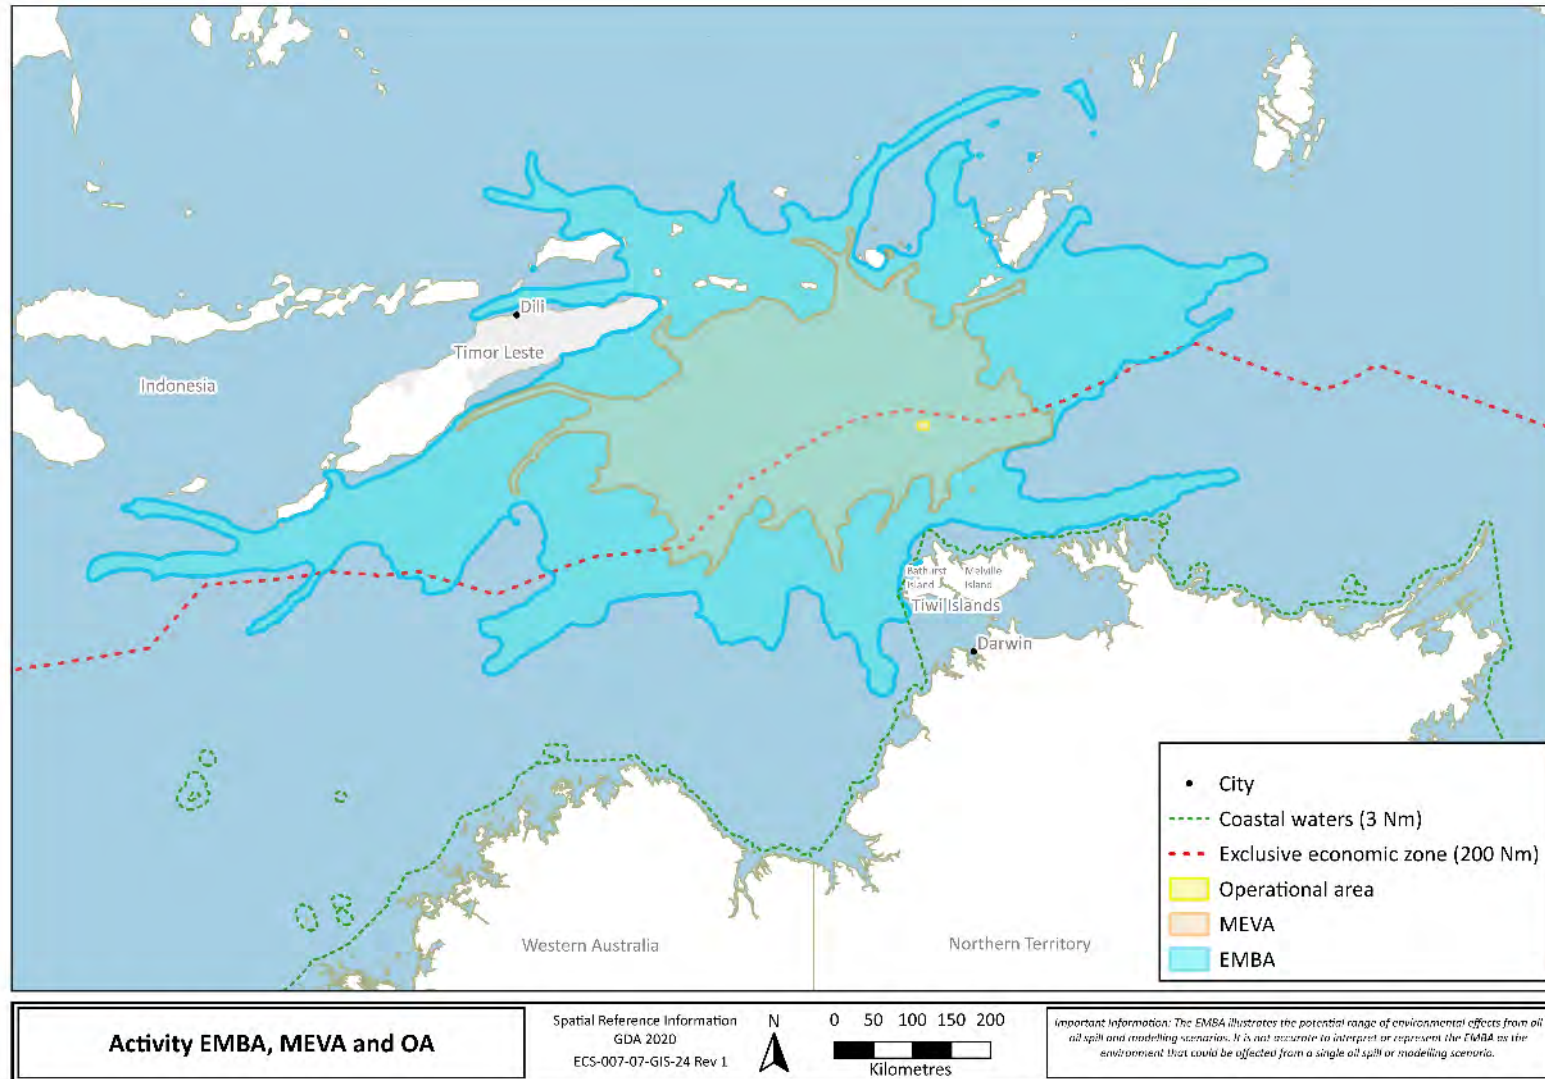 Dili
Timor Leste
Indonesia
Bathurst
Island
Melville
Island
Tiwi Islands
Darwin
Western Australia
Northern Territory
City
Coastal waters (3 Nm)
Exclusive economic zone (200 Nm)
Operational area
MEVA
EMBA
Activity EMBA, MEVA and OA
Spatial Reference Information
GDA 2020
ECS-007-07-GIS-24 Rev 1
N
0 50 100 150 200
Kilometres
Important Information: The EMBA illustrates the potential range of environmental effects from all
oil spill and modelling scenarios. It is not accurate to interpret or represent the EMBA as the
environment that could be affected from a single oil spill or modelling scenario.